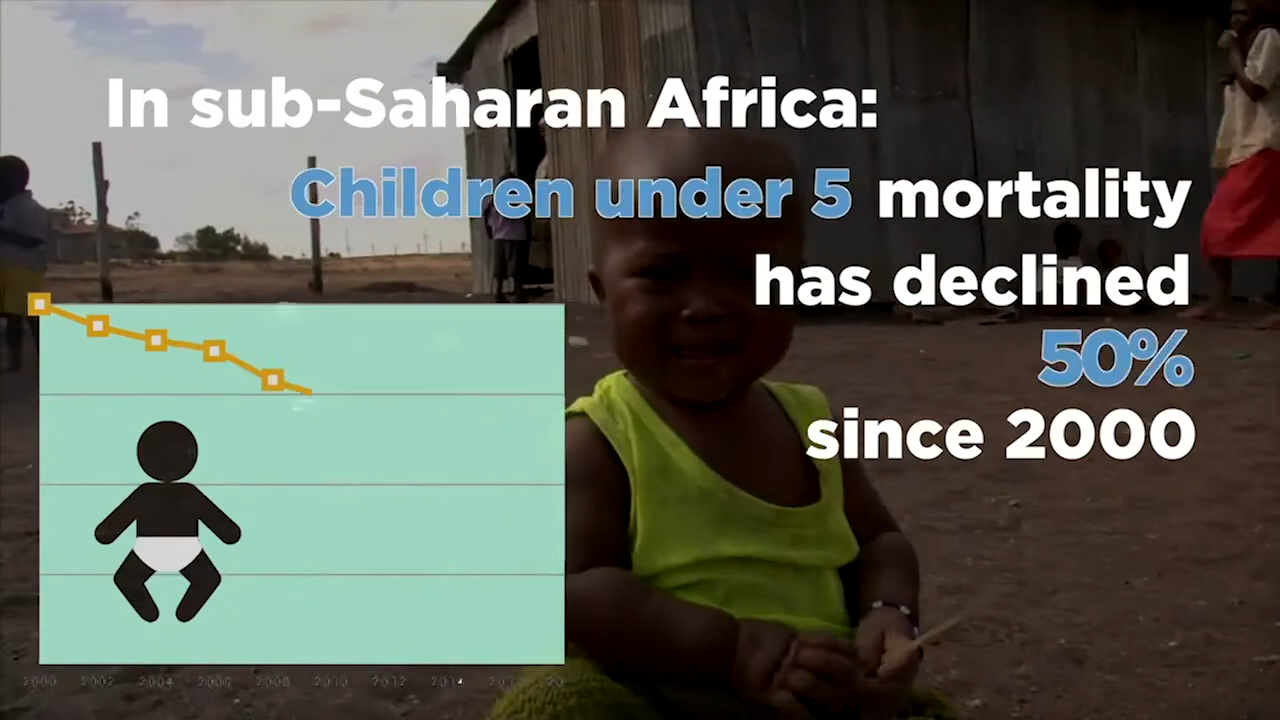 In sub-Saharan Africa:
Children under 5 mortality
has declined
50%
since 2000
2000 2002 2004 2006 2008 2010 2012 2014